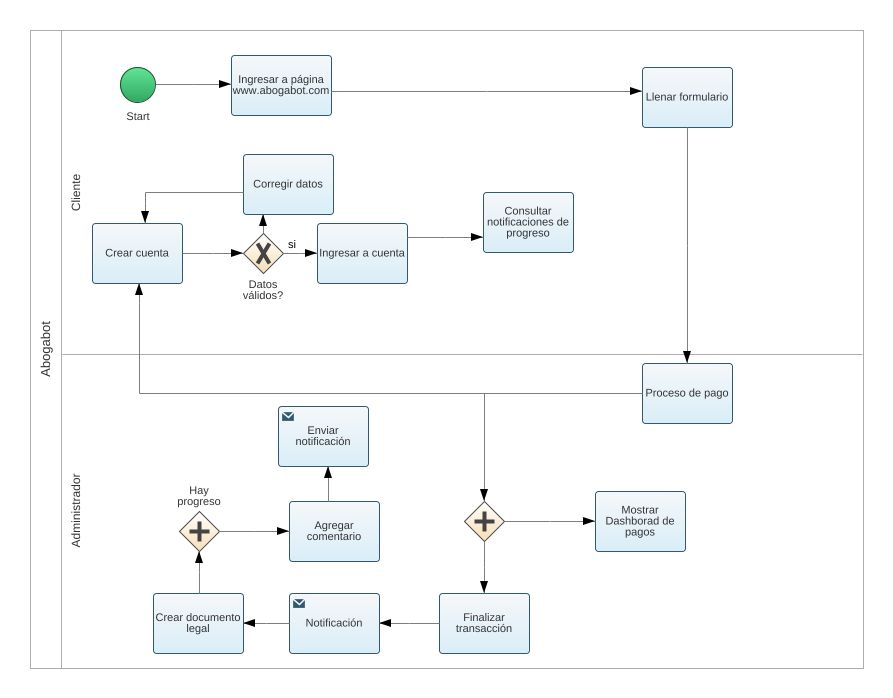 Abogabot
Cliente
Start
Ingresar a página
www.abogabot.com
Llenar formulario
Corregir datos
Crear cuenta
Datos
válidos?
si
Ingresar a cuenta
Consultar
notificaciones de
progreso
Administrador
Proceso de pago
Enviar
notificación
Hay
progreso
Agregar
comentario
Mostrar
Dashborad de
pagos
Crear documento
legal
Notificación
Finalizar
transacción